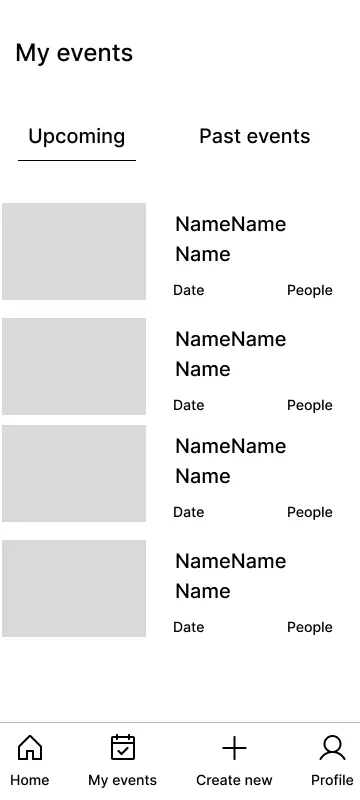 My events
Upcoming
Past events
NameName
Name
Date
People
NameName
Name
Date
People
NameName
Name
Date
People
NameName
Name
Date
People
Home
My events
Create new
Profile